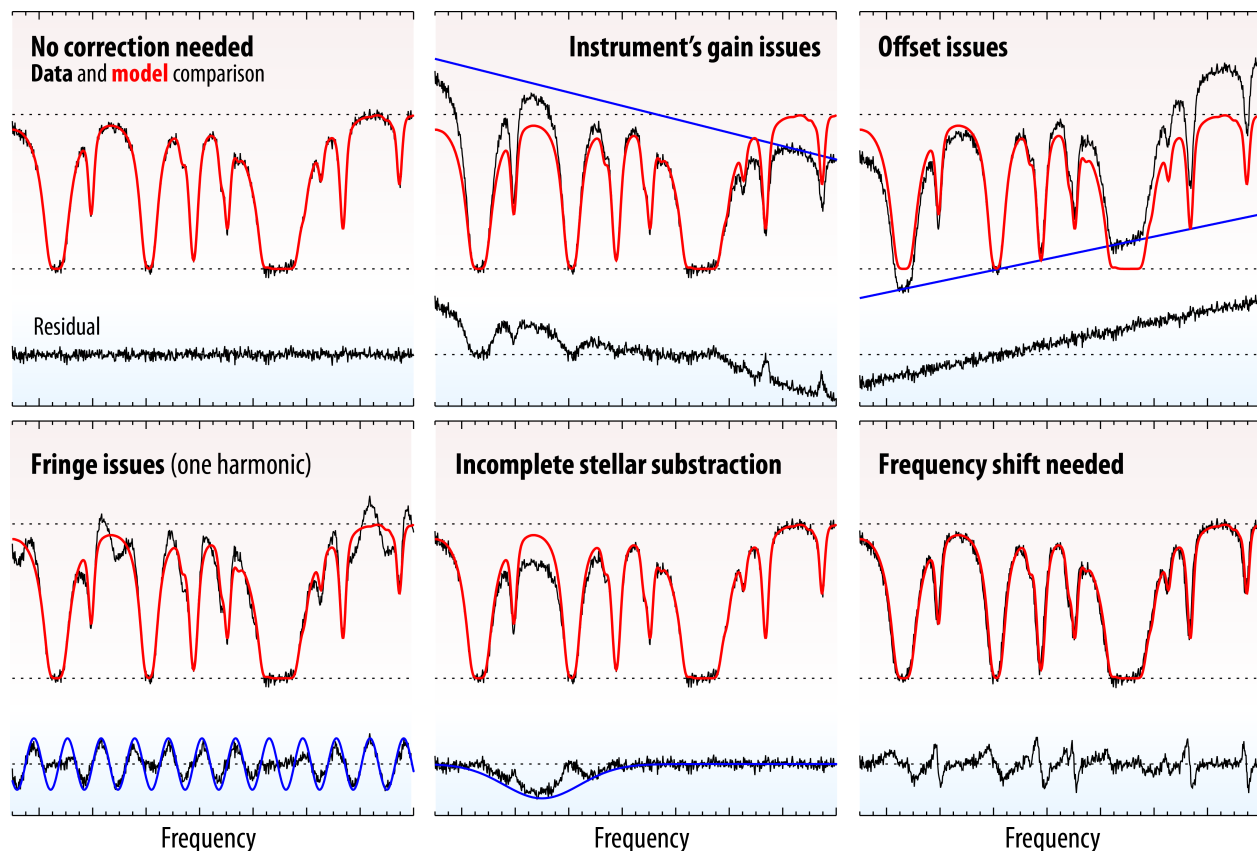 No correction needed
Data and model comparison
Residual
Instrument's gain issues
Offset issues
Fringe issues (one harmonic)
Incomplete stellar substraction
Frequency shift needed
Frequency
Frequency
Frequency